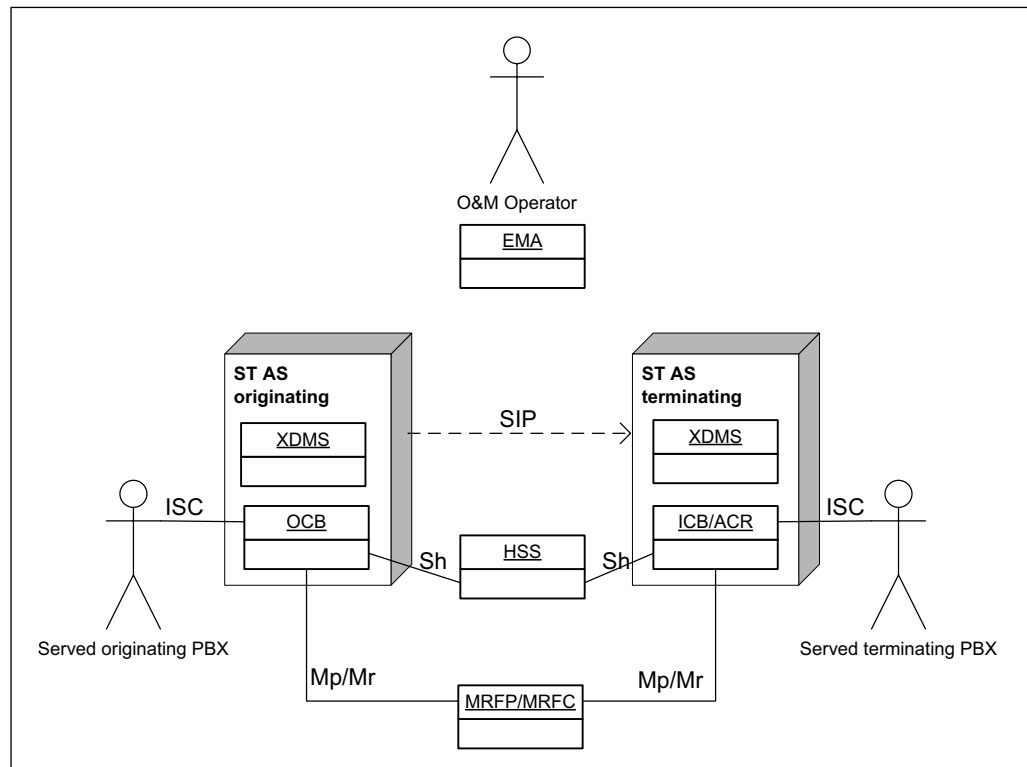 O&M Operator
EMA
ST AS
originating
ST AS
terminating
SIP
XDMS
XDMS
ISC
OCB
ICB/ACR
ISC
Sh
HSS
Sh
Served originating PBX
Served terminating PBX
Mp/Mr
Mp/Mr
MRFP/MRFC